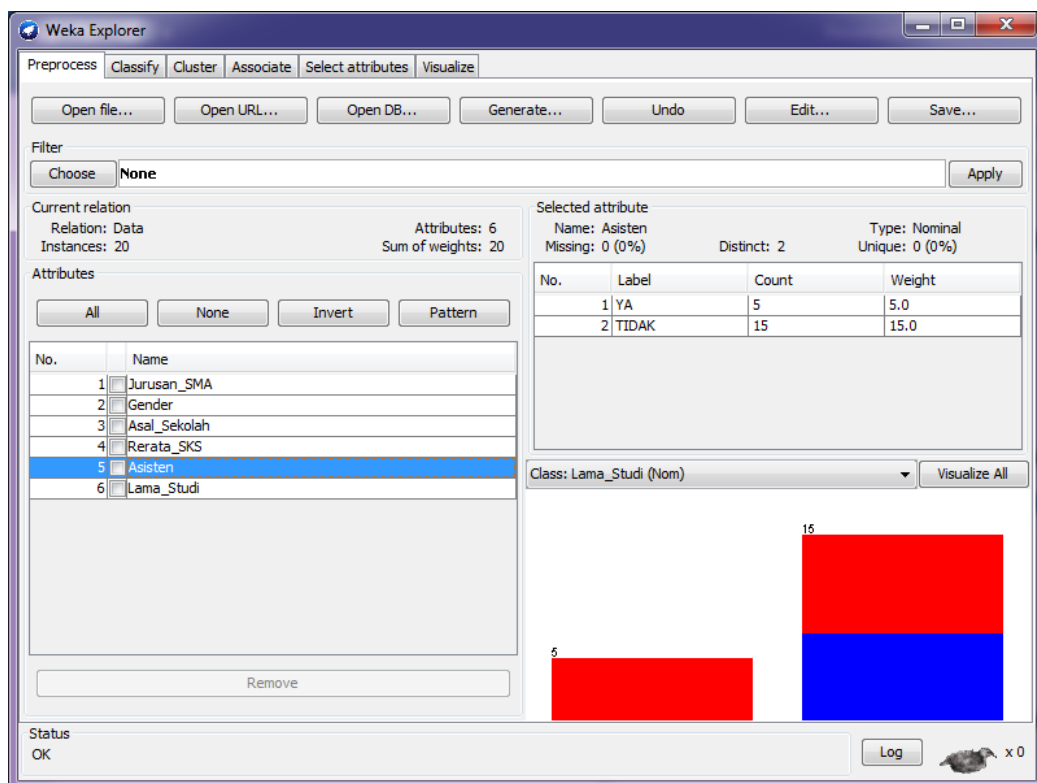 Weka Explorer
Preprocess Classify Cluster Associate Select attributes Visualize
Open file... Open URL... Open DB... Generate... Undo Edit... Save...
Filter
Choose None Apply
Current relation
Relation: Data Attributes: 6
Instances: 20 Sum of weights: 20
Attributes
All None Invert Pattern
No. Name
1 Jurusan_SMA
2 Gender
3 Asal_Sekolah
4 Rerata_SKS
5 Asisten
6 Lama_Studi
Remove
Selected attribute
Name: Asisten Type: Nominal
Missing: 0 (0%) Distinct: 2 Unique: 0 (0%)
No. Label Count Weight
1 YA 5 5.0
2 TIDAK 15 15.0
Class: Lama_Studi (Nom) Visualize All
15
5
Status
OK Log x 0